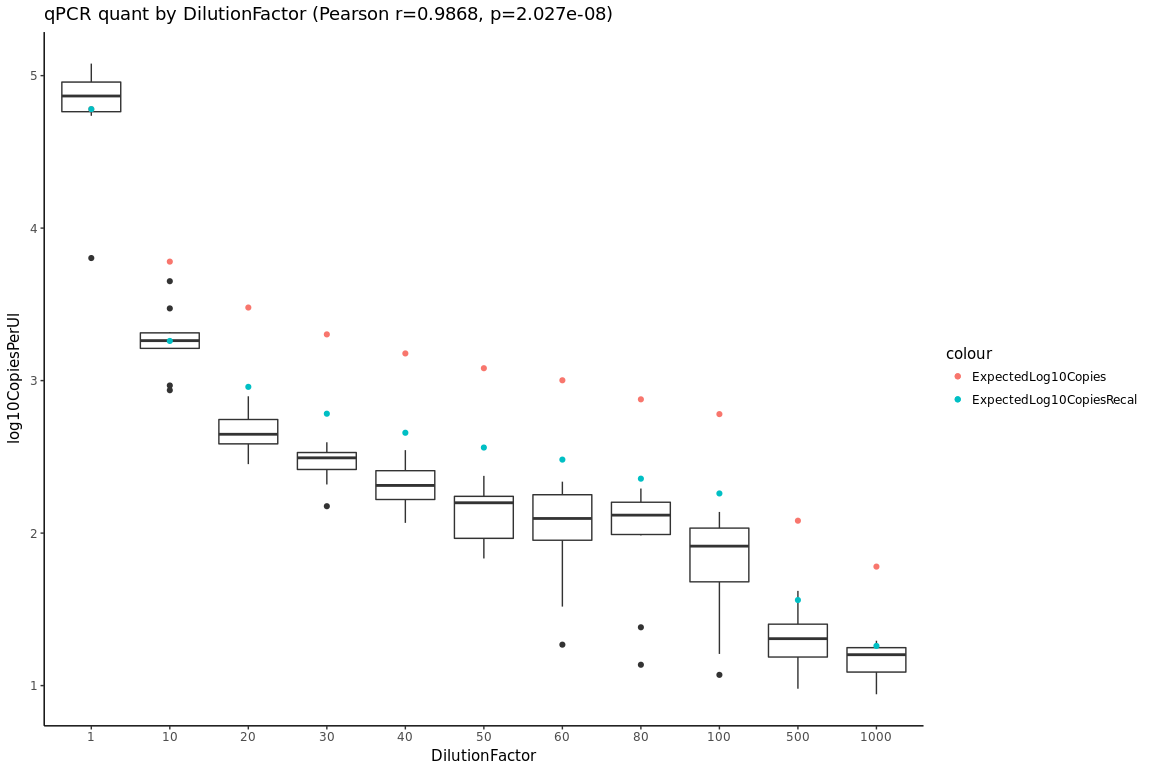 qPCR quant by DilutionFactor (Pearson r=0.9868, p=2.027e-08)
log10CopiesPerUl
5
4
3
2
1
1 10 20 30 40 50 60 80 100 500 1000
DilutionFactor
colour
ExpectedLog10Copies
ExpectedLog10CopiesRecal